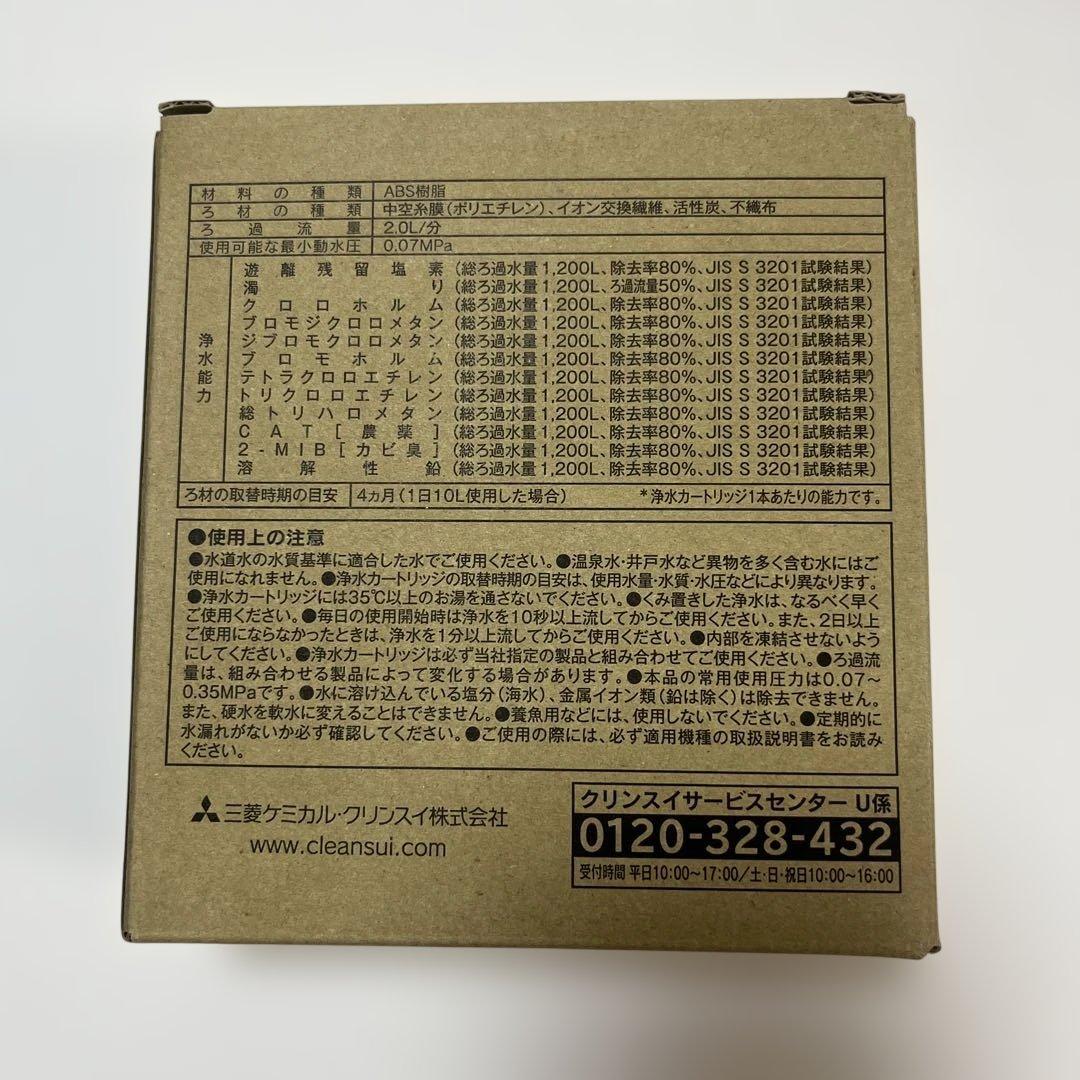 材料の種類 ABS樹脂
ろ材の種類 中空糸膜(ポリエチレン)、イオン交換繊維、活性炭、不織布
ろ過流量 2.0L/分
使用可能な最小動水圧 0.07MPa
浄水能力
遊離残留塩素 (総ろ過水量1,200L、除去率80%、JIS S 3201試験結果)
濁り (総ろ過水量1,200L、ろ過流量50%、JIS S 3201試験結果)
クロロホルム (総ろ過水量1,200L、除去率80%、JIS S 3201試験結果)
ブロモジクロロメタン (総ろ過水量1,200L、除去率80%、JIS S 3201試験結果)
ジブロモクロロメタン (総ろ過水量1,200L、除去率80%、JIS S 3201試験結果)
ブロモホルム (総ろ過水量1,200L、除去率80%、JIS S 3201試験結果)
テトラクロロエチレン (総ろ過水量1,200L、除去率80%、JIS S 3201試験結果)
トリクロロエチレン (総ろ過水量1,200L、除去率80%、JIS S 3201試験結果)
総トリハロメタン (総ろ過水量1,200L、除去率80%、JIS S 3201試験結果)
CAT[農薬] (総ろ過水量1,200L、除去率80%、JIS S 3201試験結果)
2-MIB[カビ臭] (総ろ過水量1,200L、除去率80%、JIS S 3201試験結果)
溶解性鉛 (総ろ過水量1,200L、除去率80%、JIS S 3201試験結果)
ろ材の取替時期の目安 4ヵ月(1日10L使用した場合) *浄水カートリッジ1本あたりの能力です。
●使用上の注意
●水道水の水質基準に適合した水でご使用ください。●温泉水・井戸水など異物を多く含む水にはご
使用になれません。●浄水カートリッジの取替時期の目安は、使用水量・水質・水圧などにより異なります。
●浄水カートリッジには35℃以上のお湯を通さないでください。●くみ置きした浄水は、なるべく早く
ご使用ください。●毎日の使用開始時は浄水を10秒以上流してからご使用ください。また、2日以上
ご使用にならなかったときは、浄水を1分以上流してからご使用ください。●内部を凍結させないよう
にしてください。●浄水カートリッジは必ず当社指定の製品と組み合わせてご使用ください。●ろ過流
量は、組み合わせる製品によって変化する場合があります。●本品の常用使用圧力は0.07〜
0.35MPaです。●水に溶け込んでいる塩分(海水)、金属イオン類(鉛は除く)は除去できません。
また、硬水を軟水に変えることはできません。●養魚用などには、使用しないでください。●定期的に
水漏れがないか必ず確認してください。●ご使用の際には、必ず適用機種の取扱説明書をお読み
ください。
三菱ケミカル・クリンスイ株式会社
www.cleansui.com
クリンスイサービスセンター U係
0120-328-432
受付時間 平日10:00〜17:00/土・日・祝日10:00〜16:00